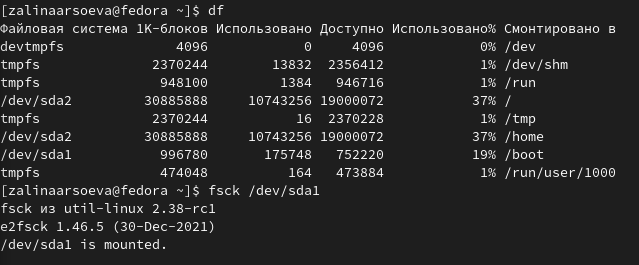 [zalinaarsoeva@fedora ~]$ df
Файловая система 1K-блоков Использовано Доступно Использовано% Смонтировано в
devtmpfs 4096 0 4096 0% /dev
tmpfs 2370244 13832 2356412 1% /dev/shm
tmpfs 948100 1384 946716 1% /run
/dev/sda2 30885888 10743256 19000072 37% /
tmpfs 2370244 16 2370228 1% /tmp
/dev/sda2 30885888 10743256 19000072 37% /home
/dev/sda1 996780 175748 752220 19% /boot
tmpfs 474048 164 473884 1% /run/user/1000
[zalinaarsoeva@fedora ~]$ fsck /dev/sda1
fsck из util-linux 2.38-rc1
e2fsck 1.46.5 (30-Dec-2021)
/dev/sda1 is mounted.